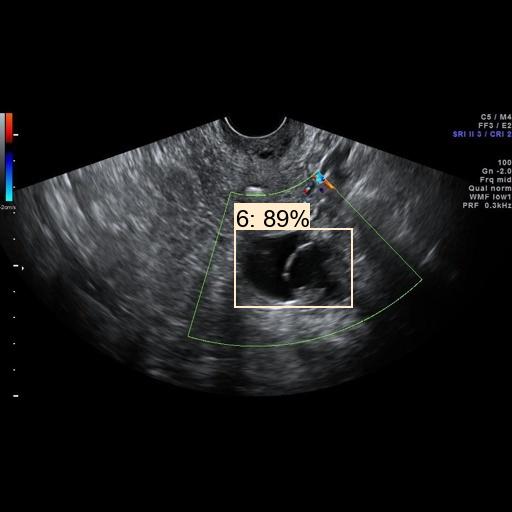 C5 / M4
FF3 / E2
SRI II 3 / CRI 2
100
Gn -2.0
Frq mid
Qual norm
WMF low1
PRF 0.3kHz
-2cm/s
6: 89%